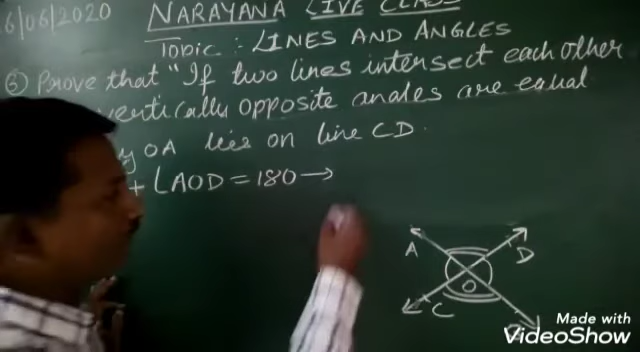 16/06/2020 NARAYANA LIVE CLASS
Topic : LINES AND ANGLES
6) Prove that "If two lines intersect each other
vertically opposite angles are equal
OA lies on line CD.
+ ∠AOD = 180 →
A D
O
C
Made with
VideoShow